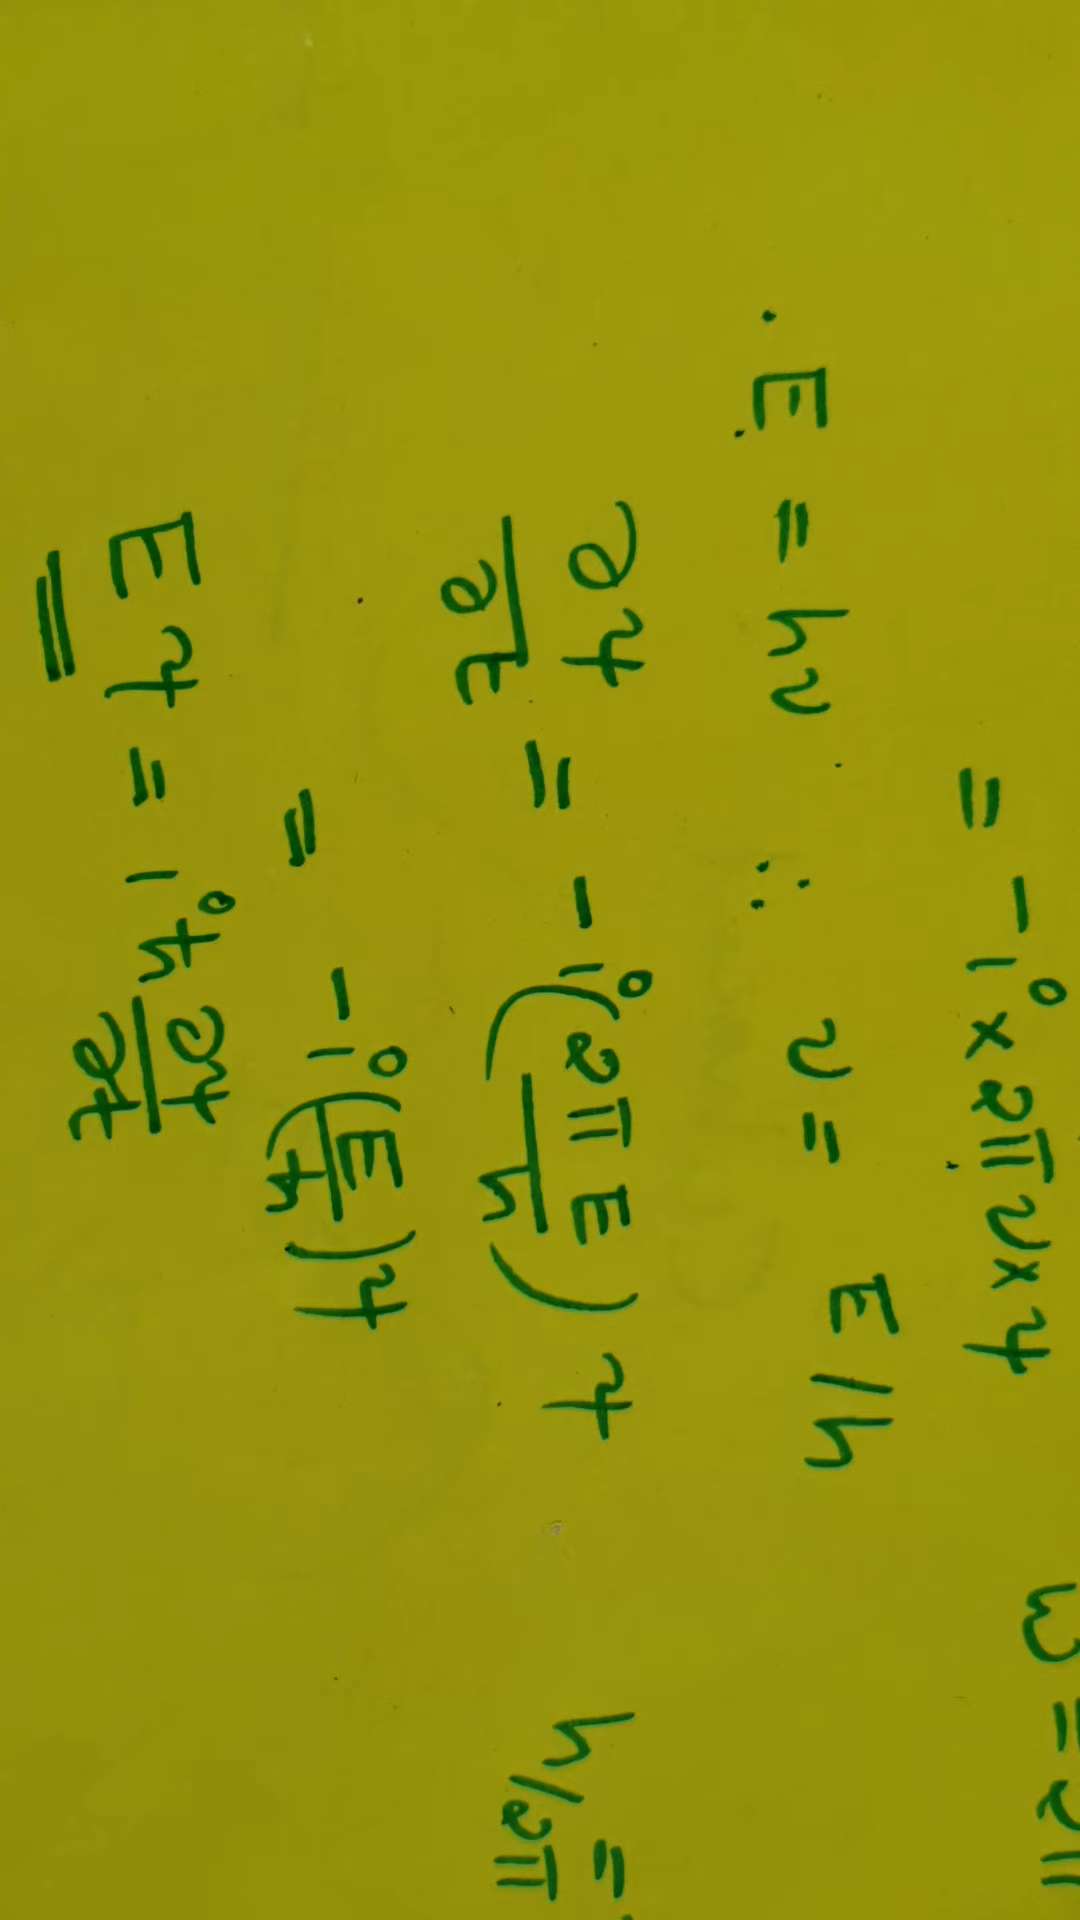 ω = 2π
= -i × 2πν × ψ
E = hν ∴ ν = E/h
∂ψ/∂t = -i(2πE/h) ψ
h/2π =
= -i(E/ħ)ψ
Eψ = iħ ∂ψ/∂t